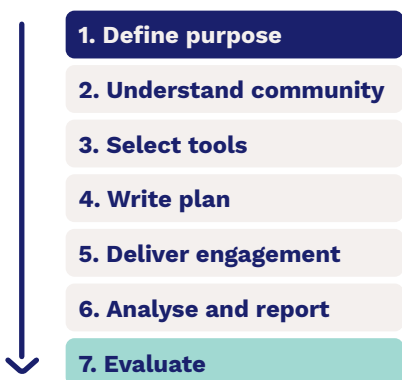 1. Define purpose
2. Understand community
3. Select tools
4. Write plan
5. Deliver engagement
6. Analyse and report
7. Evaluate